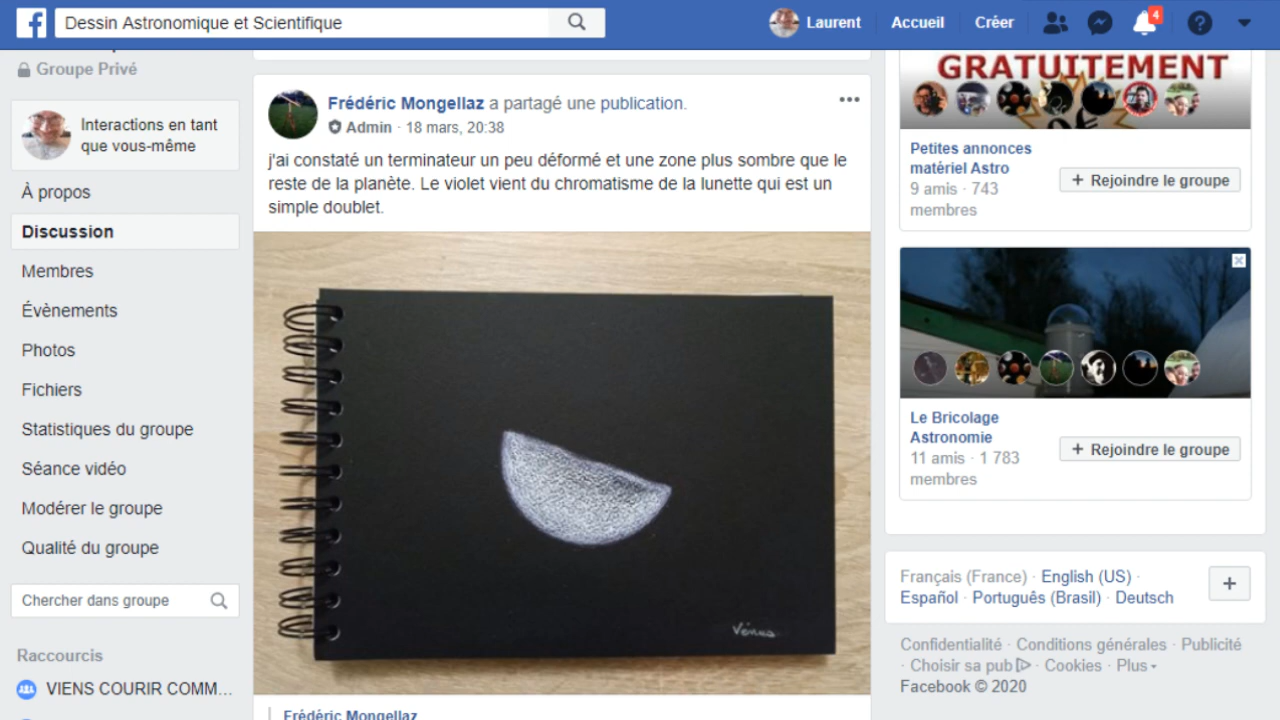 Dessin Astronomique et Scientifique
Laurent
Accueil
Créer
4
Groupe Privé
Interactions en tant
que vous-même
À propos
Discussion
Membres
Évènements
Photos
Fichiers
Statistiques du groupe
Séance vidéo
Modérer le groupe
Qualité du groupe
Chercher dans groupe
Raccourcis
VIENS COURIR COMM...
Frédéric Mongellaz a partagé une publication.
Admin · 18 mars, 20:38
j'ai constaté un terminateur un peu déformé et une zone plus sombre que le
reste de la planète. Le violet vient du chromatisme de la lunette qui est un
simple doublet.
Vénus
Frédéric Mongellaz
GRATUITEMENT
Petites annonces
matériel Astro
9 amis · 743
membres
+ Rejoindre le groupe
Le Bricolage
Astronomie
11 amis · 1 783
membres
+ Rejoindre le groupe
Français (France) · English (US) ·
Español · Português (Brasil) · Deutsch
Confidentialité · Conditions générales · Publicité
· Choisir sa pub · Cookies · Plus
Facebook © 2020